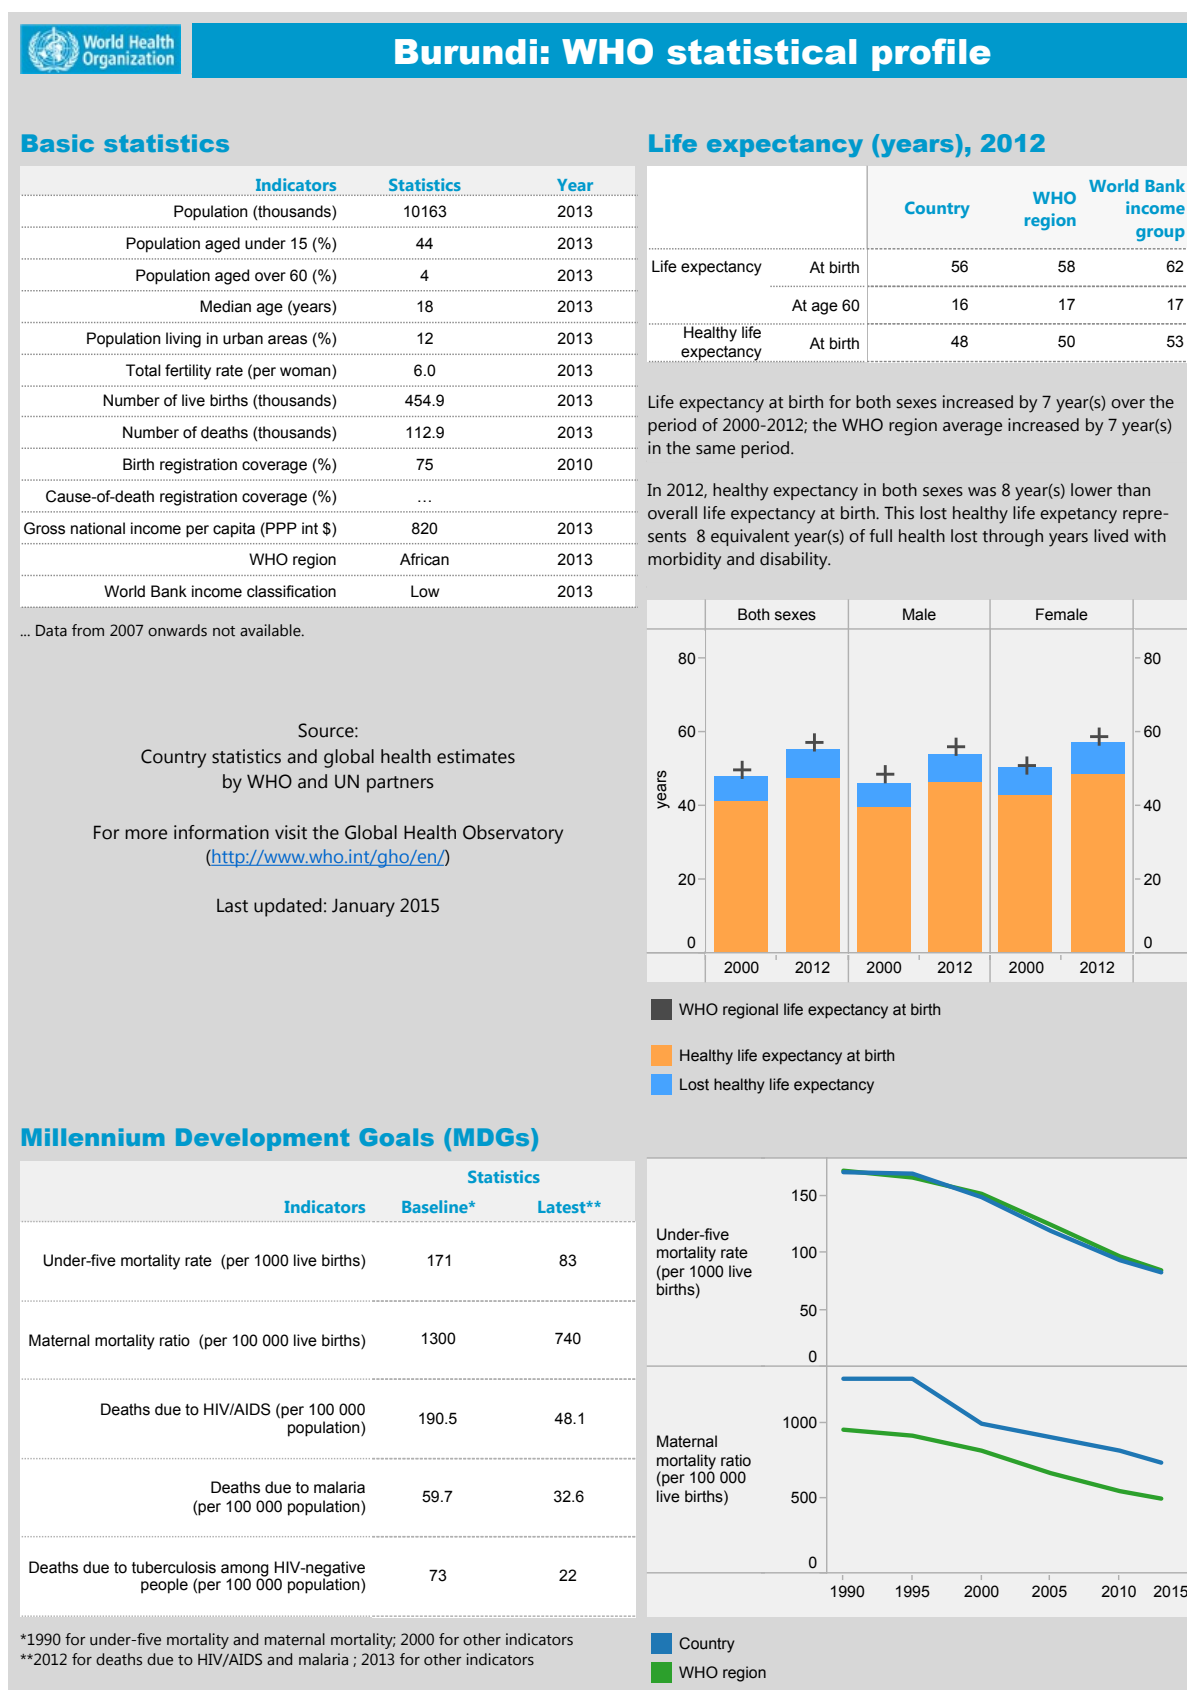 World Health
Organization
Burundi: WHO statistical profile
Basic statistics
Indicators Statistics Year
Population (thousands) 10163 2013
Population aged under 15 (%) 44 2013
Population aged over 60 (%) 4 2013
Median age (years) 18 2013
Population living in urban areas (%) 12 2013
Total fertility rate (per woman) 6.0 2013
Number of live births (thousands) 454.9 2013
Number of deaths (thousands) 112.9 2013
Birth registration coverage (%) 75 2010
Cause-of-death registration coverage (%) ...
Gross national income per capita (PPP int $) 820 2013
WHO region African 2013
World Bank income classification Low 2013
... Data from 2007 onwards not available.
Source:
Country statistics and global health estimates
by WHO and UN partners
For more information visit the Global Health Observatory
(http://www.who.int/gho/en/)
Last updated: January 2015
Life expectancy (years), 2012
Country
WHO
region
World Bank
income
group
Life expectancy At birth 56 58 62
At age 60 16 17 17
Healthy life
expectancy
At birth 48 50 53
Life expectancy at birth for both sexes increased by 7 year(s) over the
period of 2000-2012; the WHO region average increased by 7 year(s)
in the same period.
In 2012, healthy expectancy in both sexes was 8 year(s) lower than
overall life expectancy at birth. This lost healthy life expetancy repre-
sents 8 equivalent year(s) of full health lost through years lived with
morbidity and disability.
Both sexes Male Female
80 80
60 60
years
40 40
20 20
0 0
2000 2012 2000 2012 2000 2012
WHO regional life expectancy at birth
Healthy life expectancy at birth
Lost healthy life expectancy
Millennium Development Goals (MDGs)
Statistics
Indicators Baseline* Latest**
Under-five mortality rate (per 1000 live births) 171 83
Maternal mortality ratio (per 100 000 live births) 1300 740
Deaths due to HIV/AIDS (per 100 000
population)
190.5 48.1
Deaths due to malaria
(per 100 000 population)
59.7 32.6
Deaths due to tuberculosis among HIV-negative
people (per 100 000 population)
73 22
*1990 for under-five mortality and maternal mortality; 2000 for other indicators
**2012 for deaths due to HIV/AIDS and malaria ; 2013 for other indicators
Under-five
mortality rate
(per 1000 live
births)
150
100
50
0
Maternal
mortality ratio
(per 100 000
live births)
1000
500
0
1990 1995 2000 2005 2010 2015
Country
WHO region